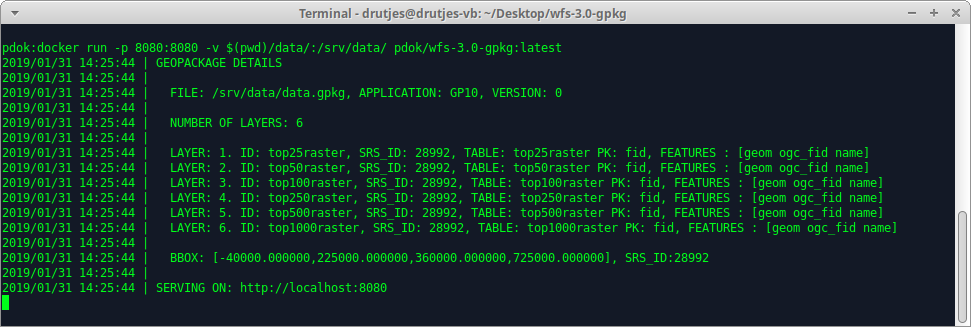 Terminal - drutjes@drutjes-vb: ~/Desktop/wfs-3.0-gpkg
pdok:docker run -p 8080:8080 -v $(pwd)/data/:/srv/data/ pdok/wfs-3.0-gpkg:latest
2019/01/31 14:25:44 | GEOPACKAGE DETAILS
2019/01/31 14:25:44 |
2019/01/31 14:25:44 |   FILE: /srv/data/data.gpkg, APPLICATION: GP10, VERSION: 0
2019/01/31 14:25:44 |
2019/01/31 14:25:44 |   NUMBER OF LAYERS: 6
2019/01/31 14:25:44 |
2019/01/31 14:25:44 |   LAYER: 1. ID: top25raster, SRS_ID: 28992, TABLE: top25raster PK: fid, FEATURES : [geom ogc_fid name]
2019/01/31 14:25:44 |   LAYER: 2. ID: top50raster, SRS_ID: 28992, TABLE: top50raster PK: fid, FEATURES : [geom ogc_fid name]
2019/01/31 14:25:44 |   LAYER: 3. ID: top100raster, SRS_ID: 28992, TABLE: top100raster PK: fid, FEATURES : [geom ogc_fid name]
2019/01/31 14:25:44 |   LAYER: 4. ID: top250raster, SRS_ID: 28992, TABLE: top250raster PK: fid, FEATURES : [geom ogc_fid name]
2019/01/31 14:25:44 |   LAYER: 5. ID: top500raster, SRS_ID: 28992, TABLE: top500raster PK: fid, FEATURES : [geom ogc_fid name]
2019/01/31 14:25:44 |   LAYER: 6. ID: top1000raster, SRS_ID: 28992, TABLE: top1000raster PK: fid, FEATURES : [geom ogc_fid name]
2019/01/31 14:25:44 |
2019/01/31 14:25:44 |   BBOX: [-40000.000000,225000.000000,360000.000000,725000.000000], SRS_ID:28992
2019/01/31 14:25:44 |
2019/01/31 14:25:44 | SERVING ON: http://localhost:8080